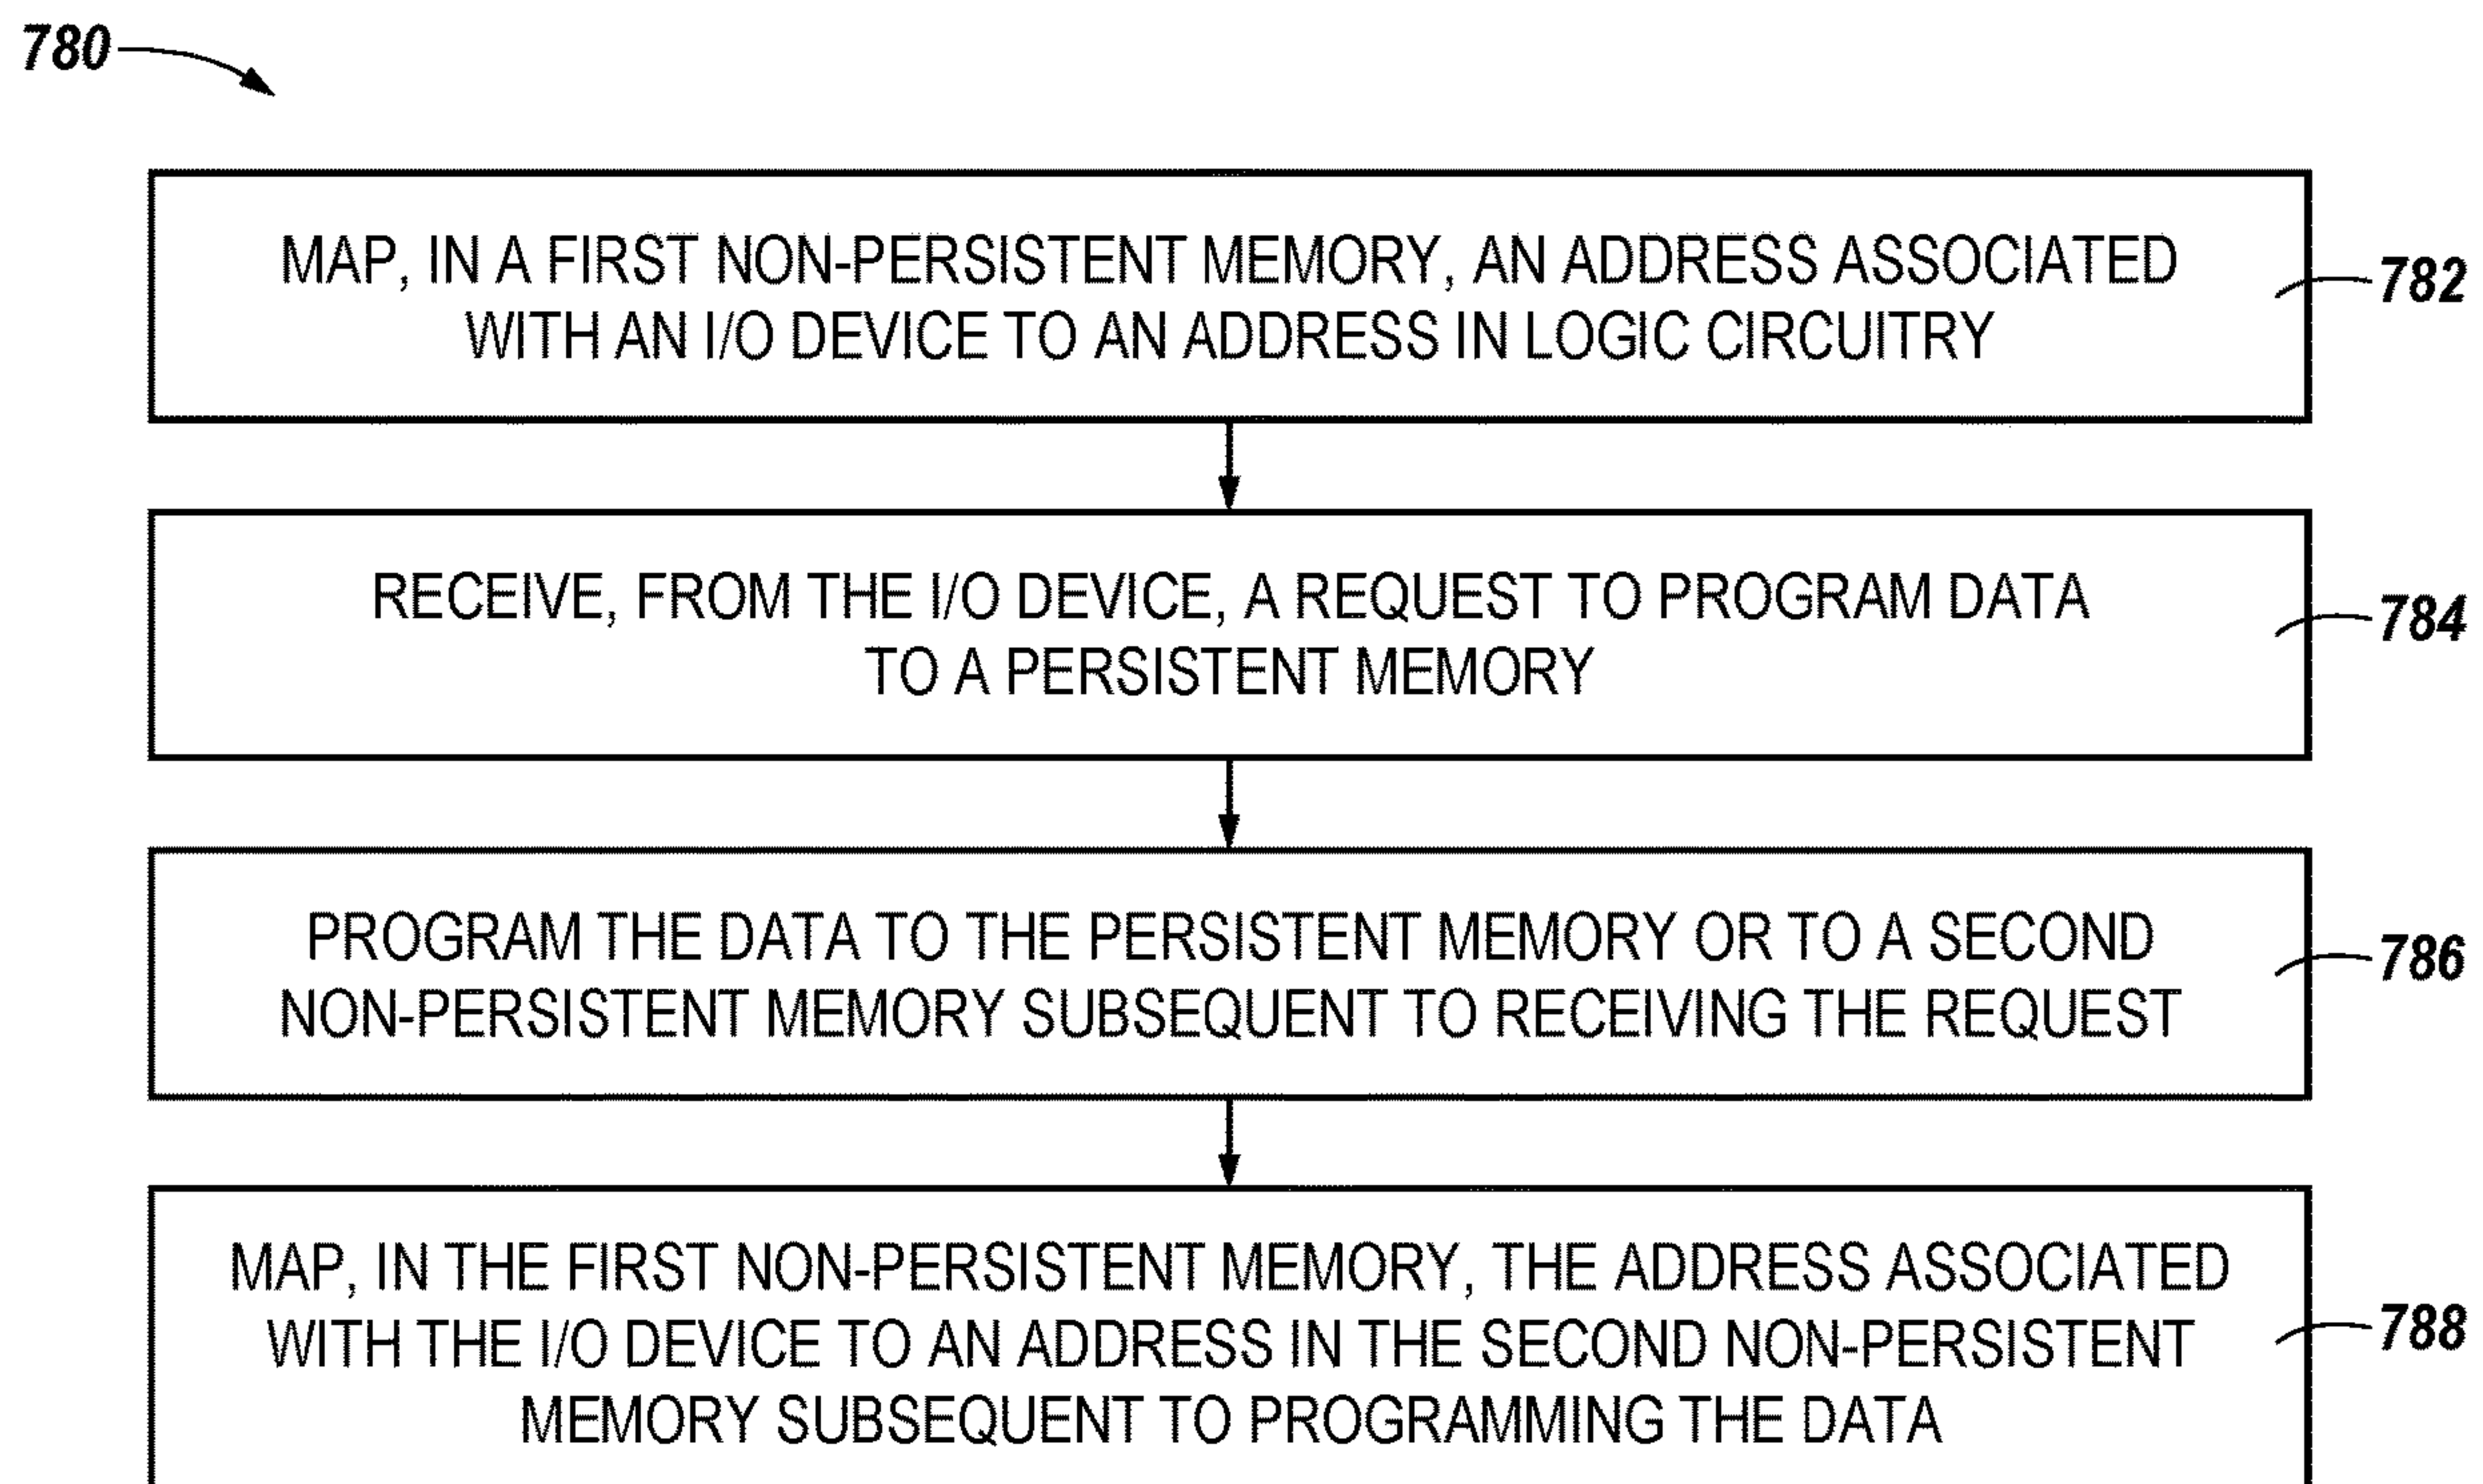 780
MAP, IN A FIRST NON-PERSISTENT MEMORY, AN ADDRESS ASSOCIATED
WITH AN I/O DEVICE TO AN ADDRESS IN LOGIC CIRCUITRY
782
RECEIVE, FROM THE I/O DEVICE, A REQUEST TO PROGRAM DATA
TO A PERSISTENT MEMORY
784
PROGRAM THE DATA TO THE PERSISTENT MEMORY OR TO A SECOND
NON-PERSISTENT MEMORY SUBSEQUENT TO RECEIVING THE REQUEST
786
MAP, IN THE FIRST NON-PERSISTENT MEMORY, THE ADDRESS ASSOCIATED
WITH THE I/O DEVICE TO AN ADDRESS IN THE SECOND NON-PERSISTENT
MEMORY SUBSEQUENT TO PROGRAMMING THE DATA
788